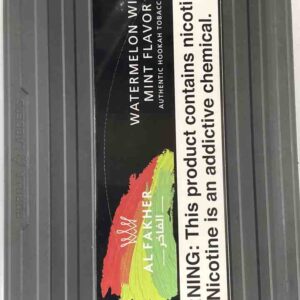 WATERMELON WI
MINT FLAVOR
AUTHENTIC HOOKAH TOBACC
AL FAKHER
الفاخر
NING: This product contains nicoti
Nicotine is an addictive chemical.